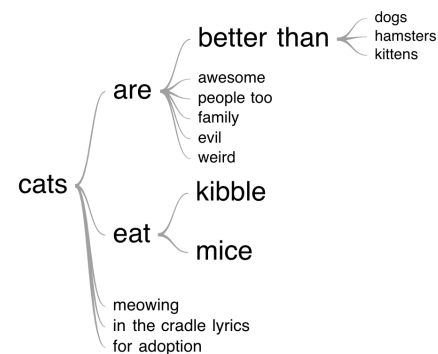 cats
are
better than
dogs
hamsters
kittens
awesome
people too
family
evil
weird
eat
kibble
mice
meowing
in the cradle lyrics
for adoption